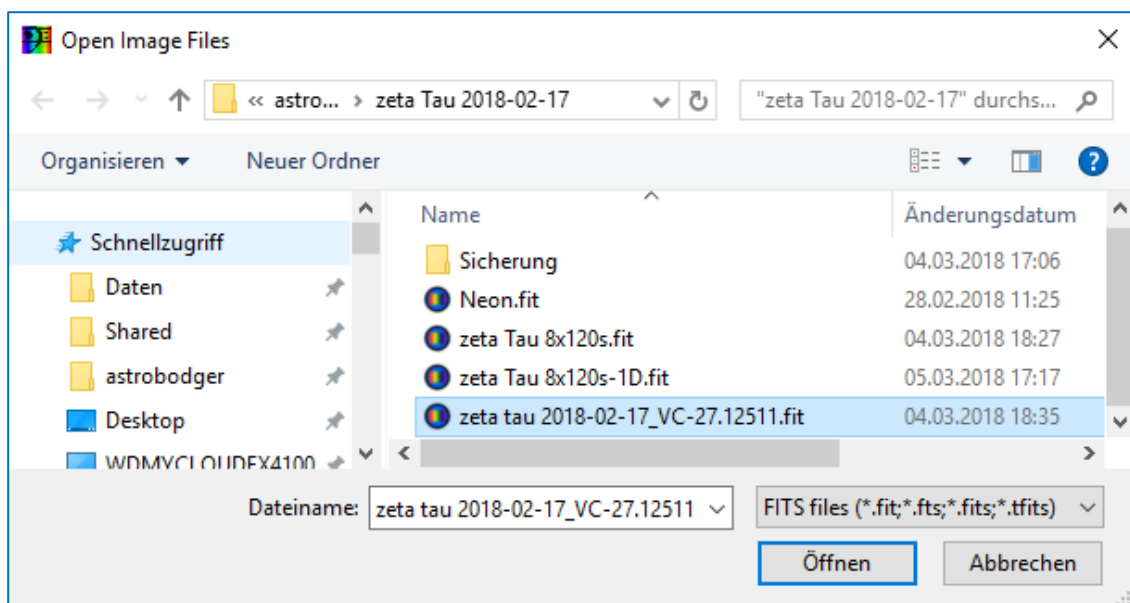 Open Image Files
« astro... › zeta Tau 2018-02-17
"zeta Tau 2018-02-17" durchs...
Organisieren Neuer Ordner
?
Name Änderungsdatum
Schnellzugriff
Daten
Shared
astrobodger
Desktop
WDMYCLOUDEX4100
Sicherung 04.03.2018 17:06
Neon.fit 28.02.2018 11:25
zeta Tau 8x120s.fit 04.03.2018 18:27
zeta Tau 8x120s-1D.fit 05.03.2018 17:17
zeta tau 2018-02-17_VC-27.12511.fit 04.03.2018 18:35
Dateiname: zeta tau 2018-02-17_VC-27.12511 FITS files (*.fit;*.fts;*.fits;*.tfits)
Öffnen Abbrechen